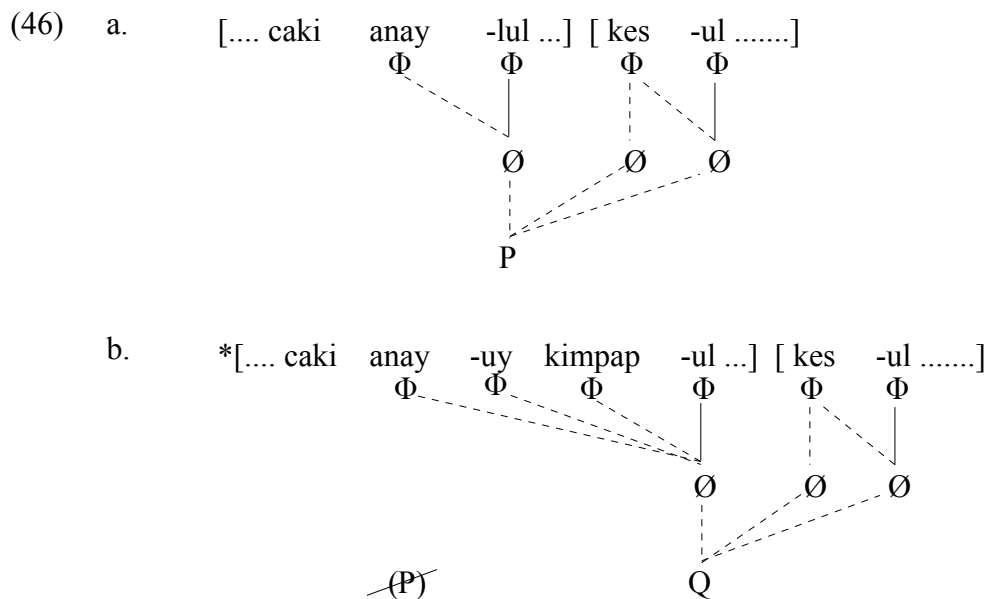 (46) a. [.... caki anay -lul ...] [ kes -ul .......]
Φ Φ Φ Φ
Ø Ø Ø
P
b. *[.... caki anay -uy kimpap -ul ...] [ kes -ul .......]
Φ Φ Φ Φ Φ Φ
Ø Ø Ø
(P) Q